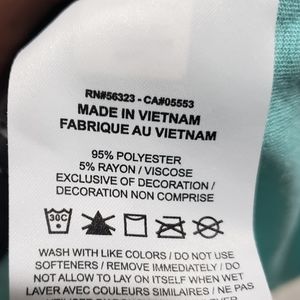 RN#56323 - CA#05553
MADE IN VIETNAM
FABRIQUE AU VIETNAM
95% POLYESTER
5% RAYON / VISCOSE
EXCLUSIVE OF DECORATION /
DECORATION NON COMPRISE
30C
WASH WITH LIKE COLORS / DO NOT USE
SOFTENERS / REMOVE IMMEDIATELY / DO
NOT ALLOW TO LAY ON ITSELF WHEN WET
LAVER AVEC COULEURS SIMILAIRES / NE PAS